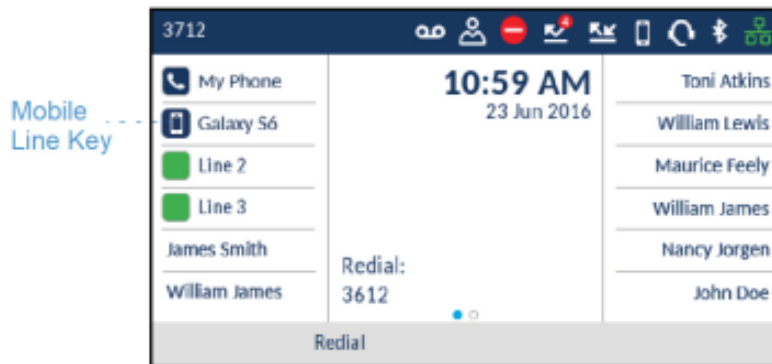 3712
4
My Phone
10:59 AM
Toni Atkins
23 Jun 2016
Mobile
Line Key
Galaxy S6
William Lewis
Line 2
Maurice Feely
Line 3
William James
James Smith
Nancy Jorgen
Redial:
William James
3612
John Doe
Redial